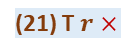 (21) T r ×